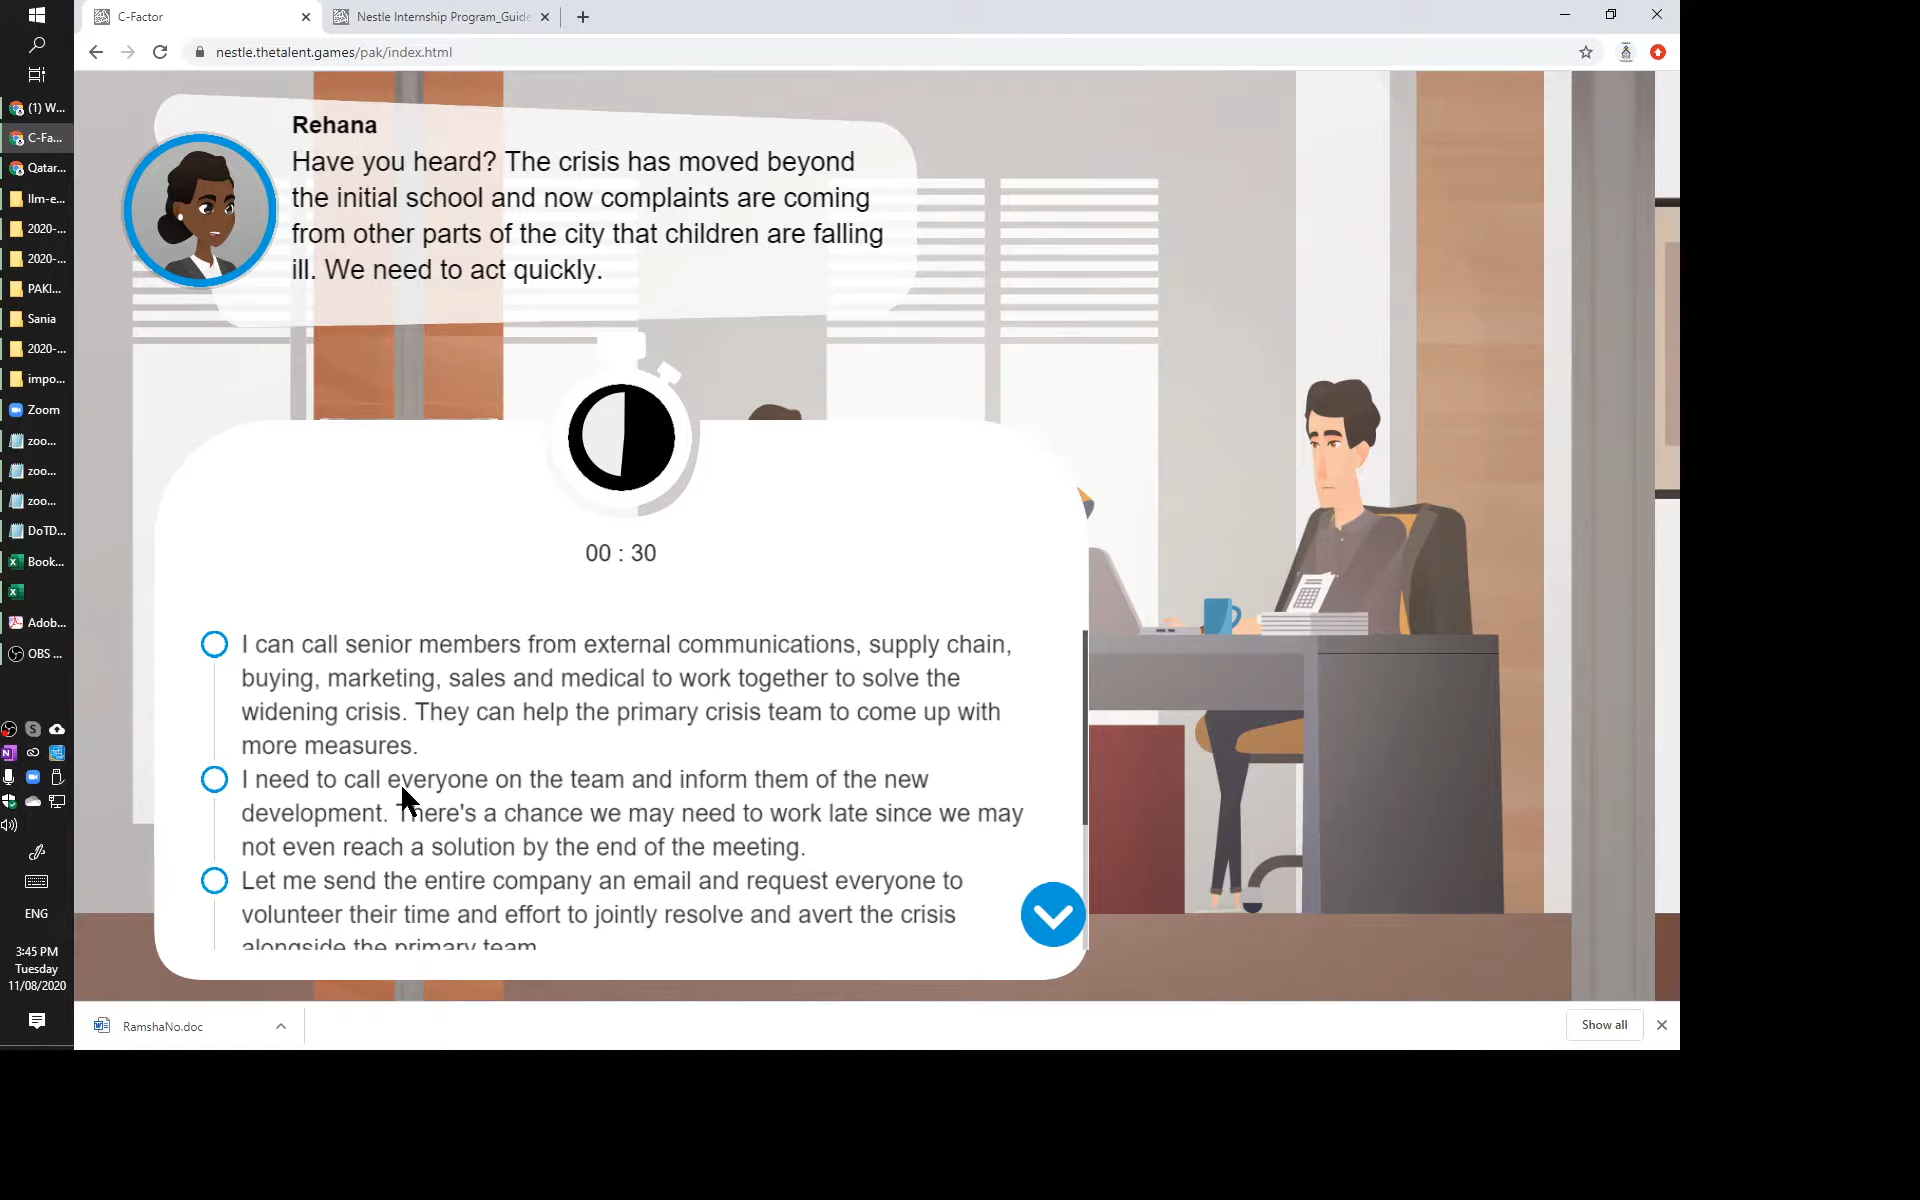 C-Factor
Nestle Internship Program_Guide
nestle.thetalent.games/pak/index.html
(1) W...
C-Fa...
Qatar...
llm-e...
2020-...
2020-...
PAKI...
Sania
2020-...
impo...
Zoom
zoo...
zoo...
zoo...
DoTD...
Book...
Adob...
OBS ...
ENG
3:45 PM
Tuesday
11/08/2020
Rehana
Have you heard? The crisis has moved beyond
the initial school and now complaints are coming
from other parts of the city that children are falling
ill. We need to act quickly.
00 : 30
I can call senior members from external communications, supply chain,
buying, marketing, sales and medical to work together to solve the
widening crisis. They can help the primary crisis team to come up with
more measures.
I need to call everyone on the team and inform them of the new
development. There's a chance we may need to work late since we may
not even reach a solution by the end of the meeting.
Let me send the entire company an email and request everyone to
volunteer their time and effort to jointly resolve and avert the crisis
alongside the primary team
RamshaNo.doc
Show all